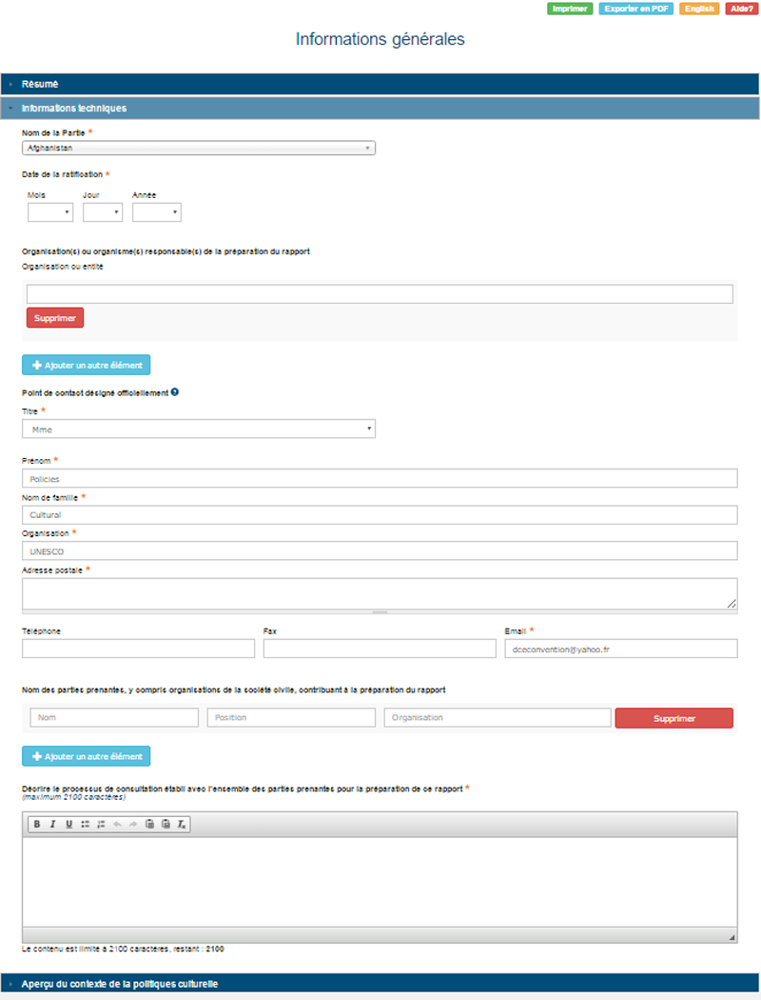 Imprimer Exporter en PDF English Aide?
Informations générales
Résumé
Informations techniques
Nom de la Partie *
Afghanistan
Date de la ratification *
Mois Jour Année
Organisation(s) ou organisme(s) responsable(s) de la préparation du rapport
Organisation ou entité
Supprimer
Ajouter un autre élément
Point de contact désigné officiellement
Titre *
Mme
Prénom *
Policies
Nom de famille *
Cultural
Organisation *
UNESCO
Adresse postale *
Téléphone Fax Email *
dceconvention@yahoo.fr
Nom des parties prenantes, y compris organisations de la société civile, contribuant à la préparation du rapport
Nom Position Organisation Supprimer
Ajouter un autre élément
Décrire le processus de consultation établi avec l'ensemble des parties prenantes pour la préparation de ce rapport *
(maximum 2100 caractères)
B I U
Le contenu est limité à 2100 caractères, restant : 2100
Aperçu du contexte de la politiques culturelle